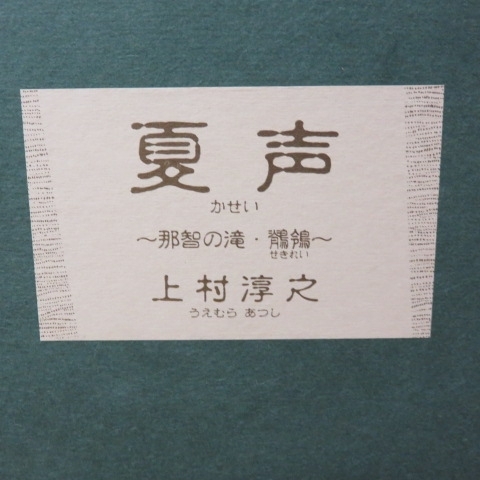 夏声
かせい
〜那智の滝・鶺鴒〜
せきれい
上村淳之
うえむら あつし